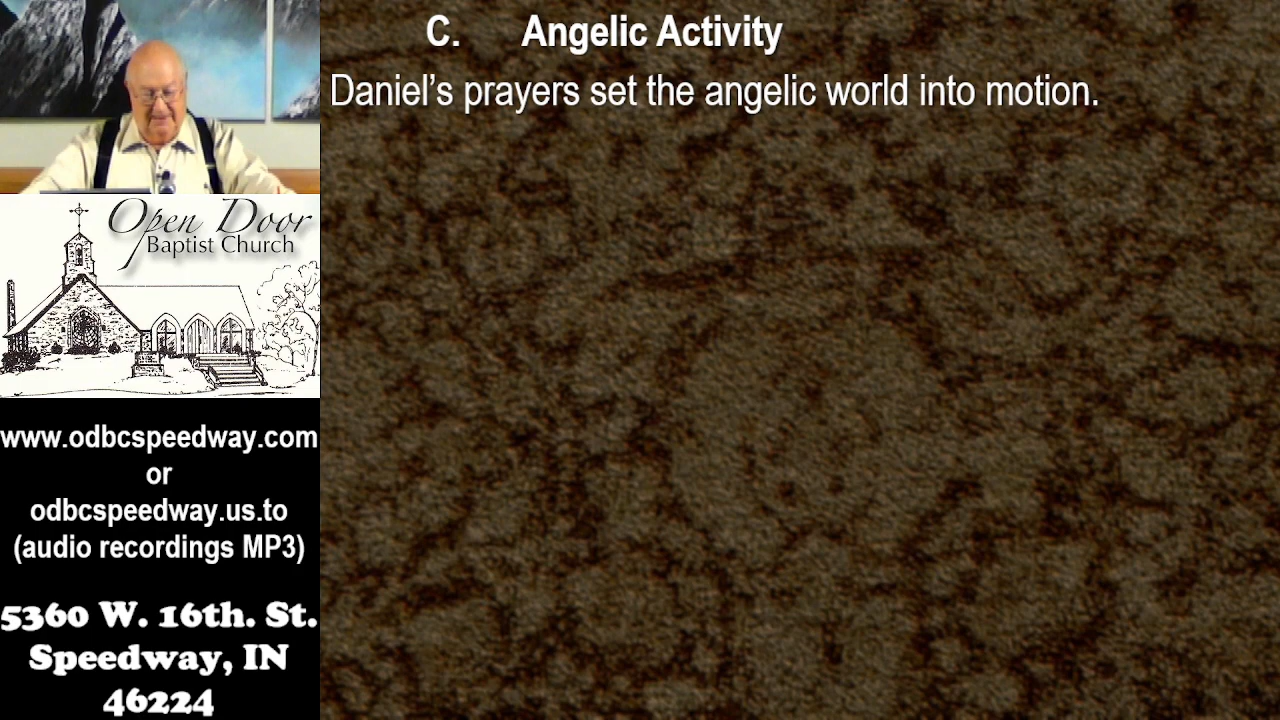 C. Angelic Activity
Daniel’s prayers set the angelic world into motion.
Open Door
Baptist Church
www.odbcspeedway.com
or
odbcspeedway.us.to
(audio recordings MP3)
5360 W. 16th. St.
Speedway, IN
46224